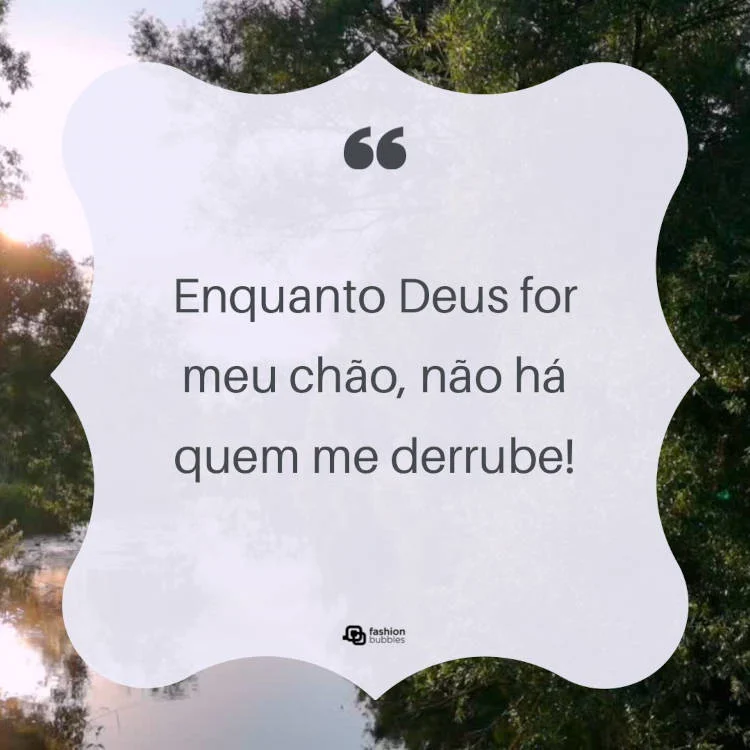 ❝
Enquanto Deus for
meu chão, não há
quem me derrube!
fashion
bubbles